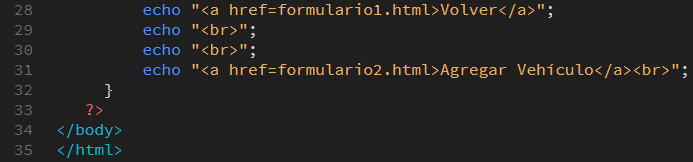 28 echo "<a href=formulario1.html>Volver</a>";
29 echo "<br>";
30 echo "<br>";
31 echo "<a href=formulario2.html>Agregar Vehículo</a><br>";
32 }
33 ?>
34 </body>
35 </html>